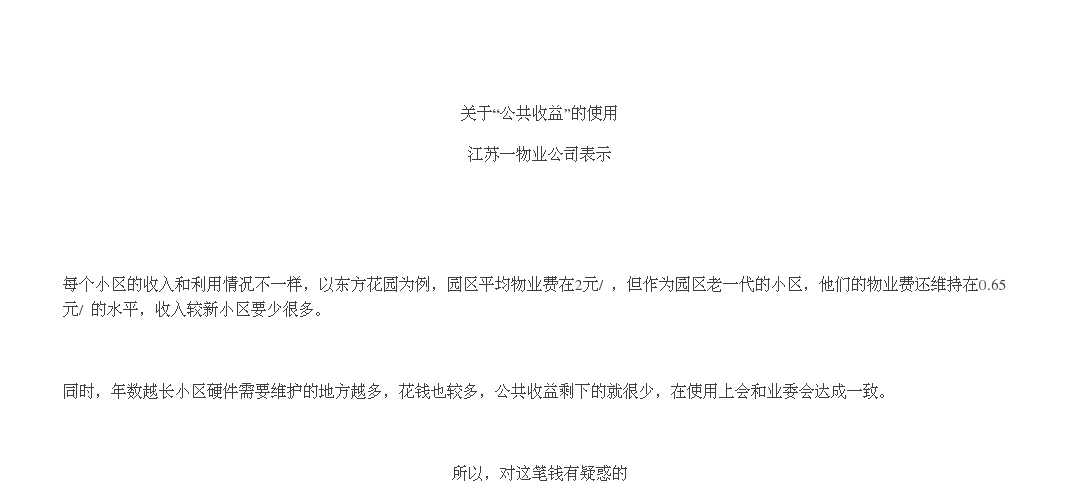 关于“公共收益”的使用
江苏一物业公司表示
每个小区的收入和利用情况不一样，以东方花园为例，园区平均物业费在2元/ ，但作为园区老一代的小区，他们的物业费还维持在0.65
元/ 的水平，收入较新小区要少很多。
同时，年数越长小区硬件需要维护的地方越多，花钱也较多，公共收益剩下的就很少，在使用上会和业委会达成一致。
所以，对这笔钱有疑惑的